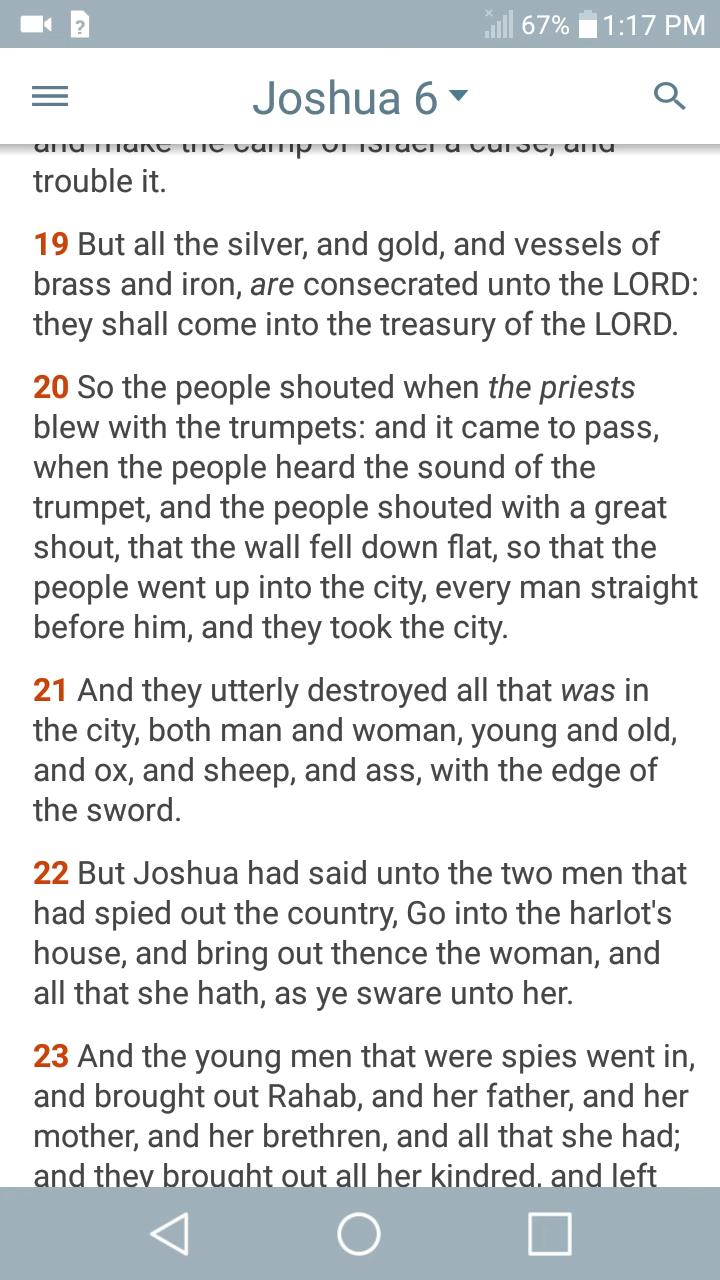 67% 1:17 PM
Joshua 6
and make the camp of Israel a curse, and
trouble it.
19 But all the silver, and gold, and vessels of
brass and iron, are consecrated unto the LORD:
they shall come into the treasury of the LORD.
20 So the people shouted when the priests
blew with the trumpets: and it came to pass,
when the people heard the sound of the
trumpet, and the people shouted with a great
shout, that the wall fell down flat, so that the
people went up into the city, every man straight
before him, and they took the city.
21 And they utterly destroyed all that was in
the city, both man and woman, young and old,
and ox, and sheep, and ass, with the edge of
the sword.
22 But Joshua had said unto the two men that
had spied out the country, Go into the harlot's
house, and bring out thence the woman, and
all that she hath, as ye sware unto her.
23 And the young men that were spies went in,
and brought out Rahab, and her father, and her
mother, and her brethren, and all that she had;
and they brought out all her kindred, and left